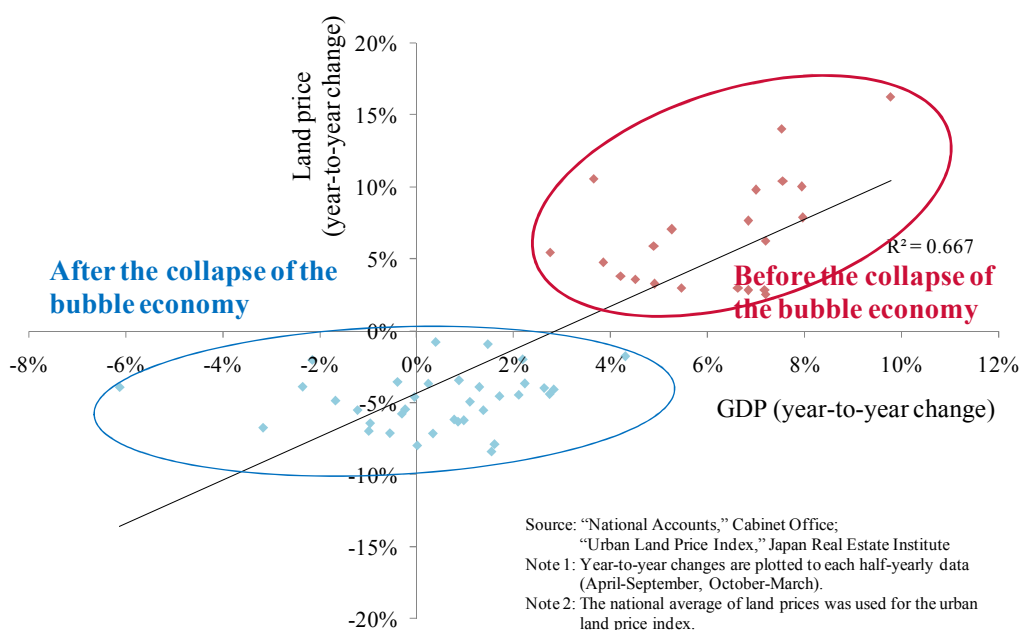 20%
15%
10%
5%
0%
-5%
-10%
-15%
-20%
Land price
(year-to-year change)
After the collapse of the
bubble economy
R² = 0.667
Before the collapse
of the bubble economy
-8%
-6%
-4%
-2%
0%
2%
4%
6%
8%
10%
12%
GDP (year-to-year change)
Source: “National Accounts,” Cabinet Office;
“Urban Land Price Index,” Japan Real Estate Institute
Note 1: Year-to-year changes are plotted to each half-yearly data
(April-September, October-March).
Note 2: The national average of land prices was used for the urban
land price index.